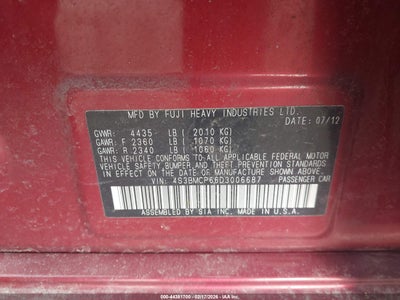 MFD BY FUJI HEAVY INDUSTRIES LTD.
DATE: 07/12
GVWR: 4435 LB ( 2010 KG)
GAWR: F 2360 LB ( 1070 KG)
GAWR: R 2340 LB ( 1060 KG)
THIS VEHICLE CONFORMS TO ALL APPLICABLE FEDERAL MOTOR
VEHICLE SAFETY, BUMPER, AND THEFT PREVENTION STANDARDS
IN EFFECT ON THE DATE OF MANUFACTURE SHOWN ABOVE.
VIN: 4S3BMCP66D3006687 PASSENGER CAR
ASSEMBLED BY SIA INC. IN U.S.A.
000-44381700 - 02/17/2026 - IAA Inc.